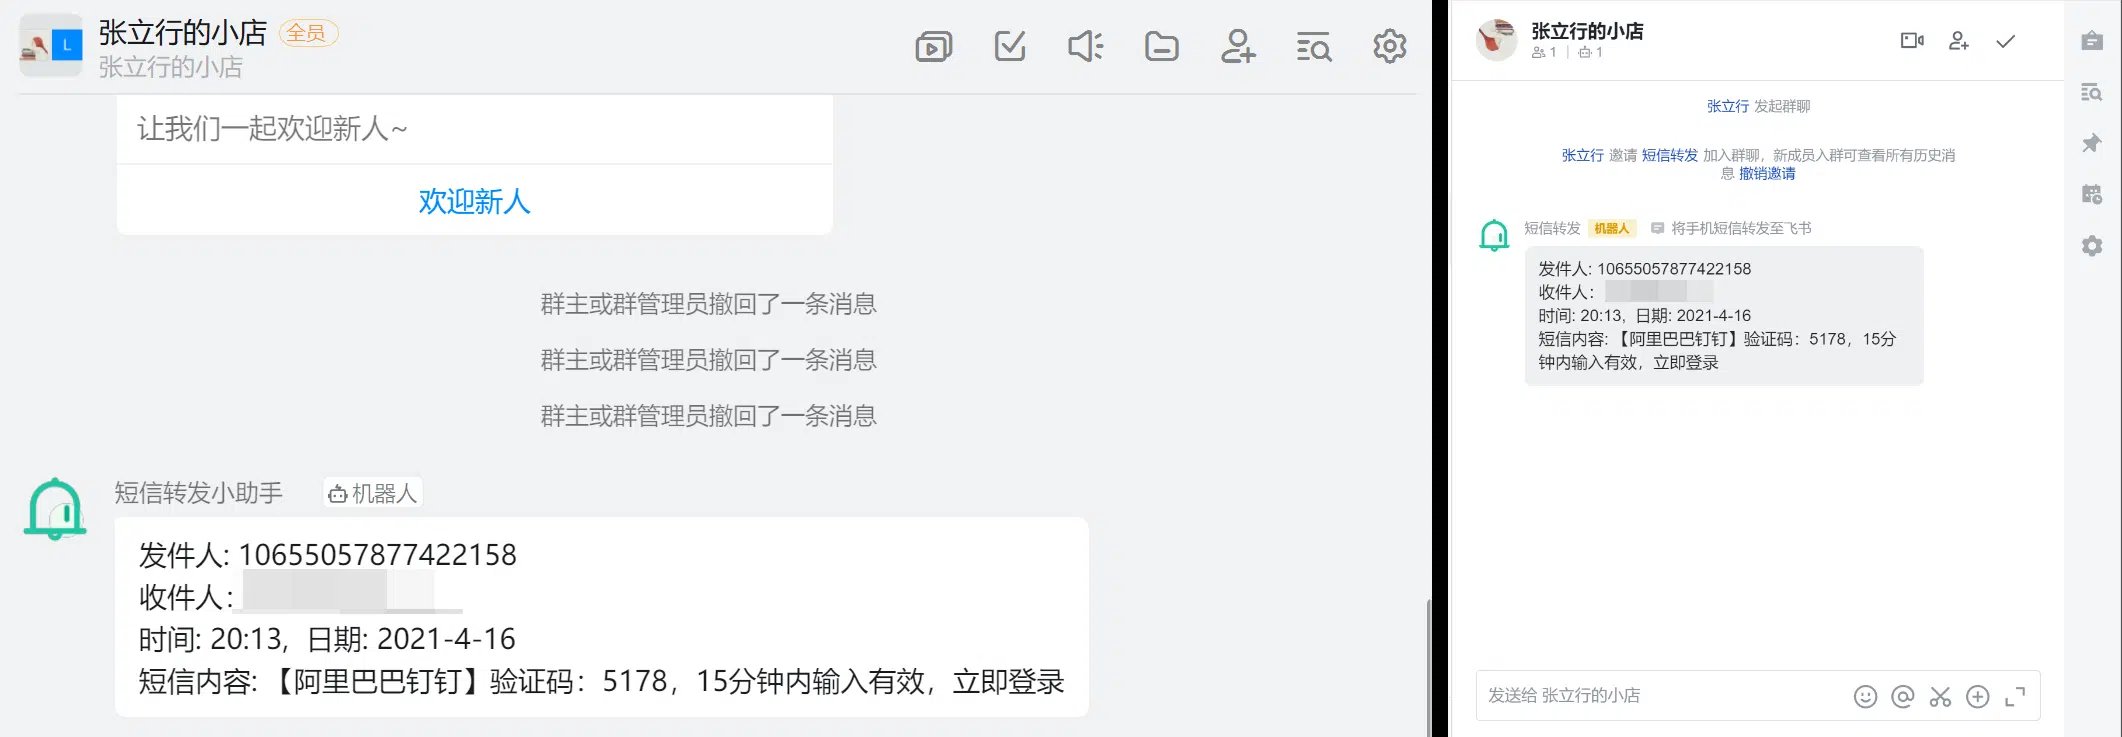 L
张立行的小店 全员
张立行的小店
让我们一起欢迎新人~
欢迎新人
群主或群管理员撤回了一条消息
群主或群管理员撤回了一条消息
群主或群管理员撤回了一条消息
短信转发小助手 机器人
发件人: 10655057877422158
收件人:
时间: 20:13, 日期: 2021-4-16
短信内容: 【阿里巴巴钉钉】验证码：5178，15分钟内输入有效，立即登录
张立行的小店
1 | 1
张立行 发起群聊
张立行 邀请 短信转发 加入群聊，新成员入群可查看所有历史消
息 撤销邀请
短信转发 机器人 将手机短信转发至飞书
发件人: 10655057877422158
收件人:
时间: 20:13, 日期: 2021-4-16
短信内容: 【阿里巴巴钉钉】验证码：5178，15分
钟内输入有效，立即登录
发送给 张立行的小店